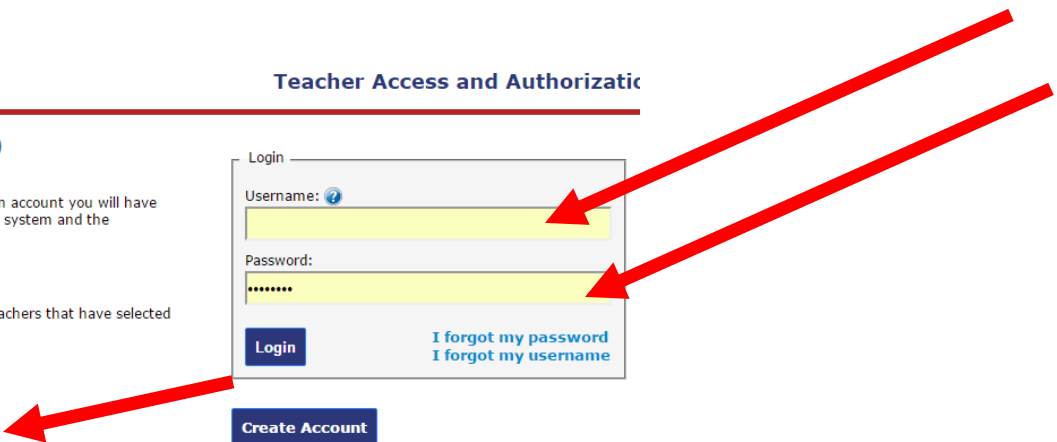 Teacher Access and Authorizatic
Login
n account you will have
Username:
system and the
Password:
••••••••
achers that have selected
I forgot my password
Login
I forgot my username
Create Account